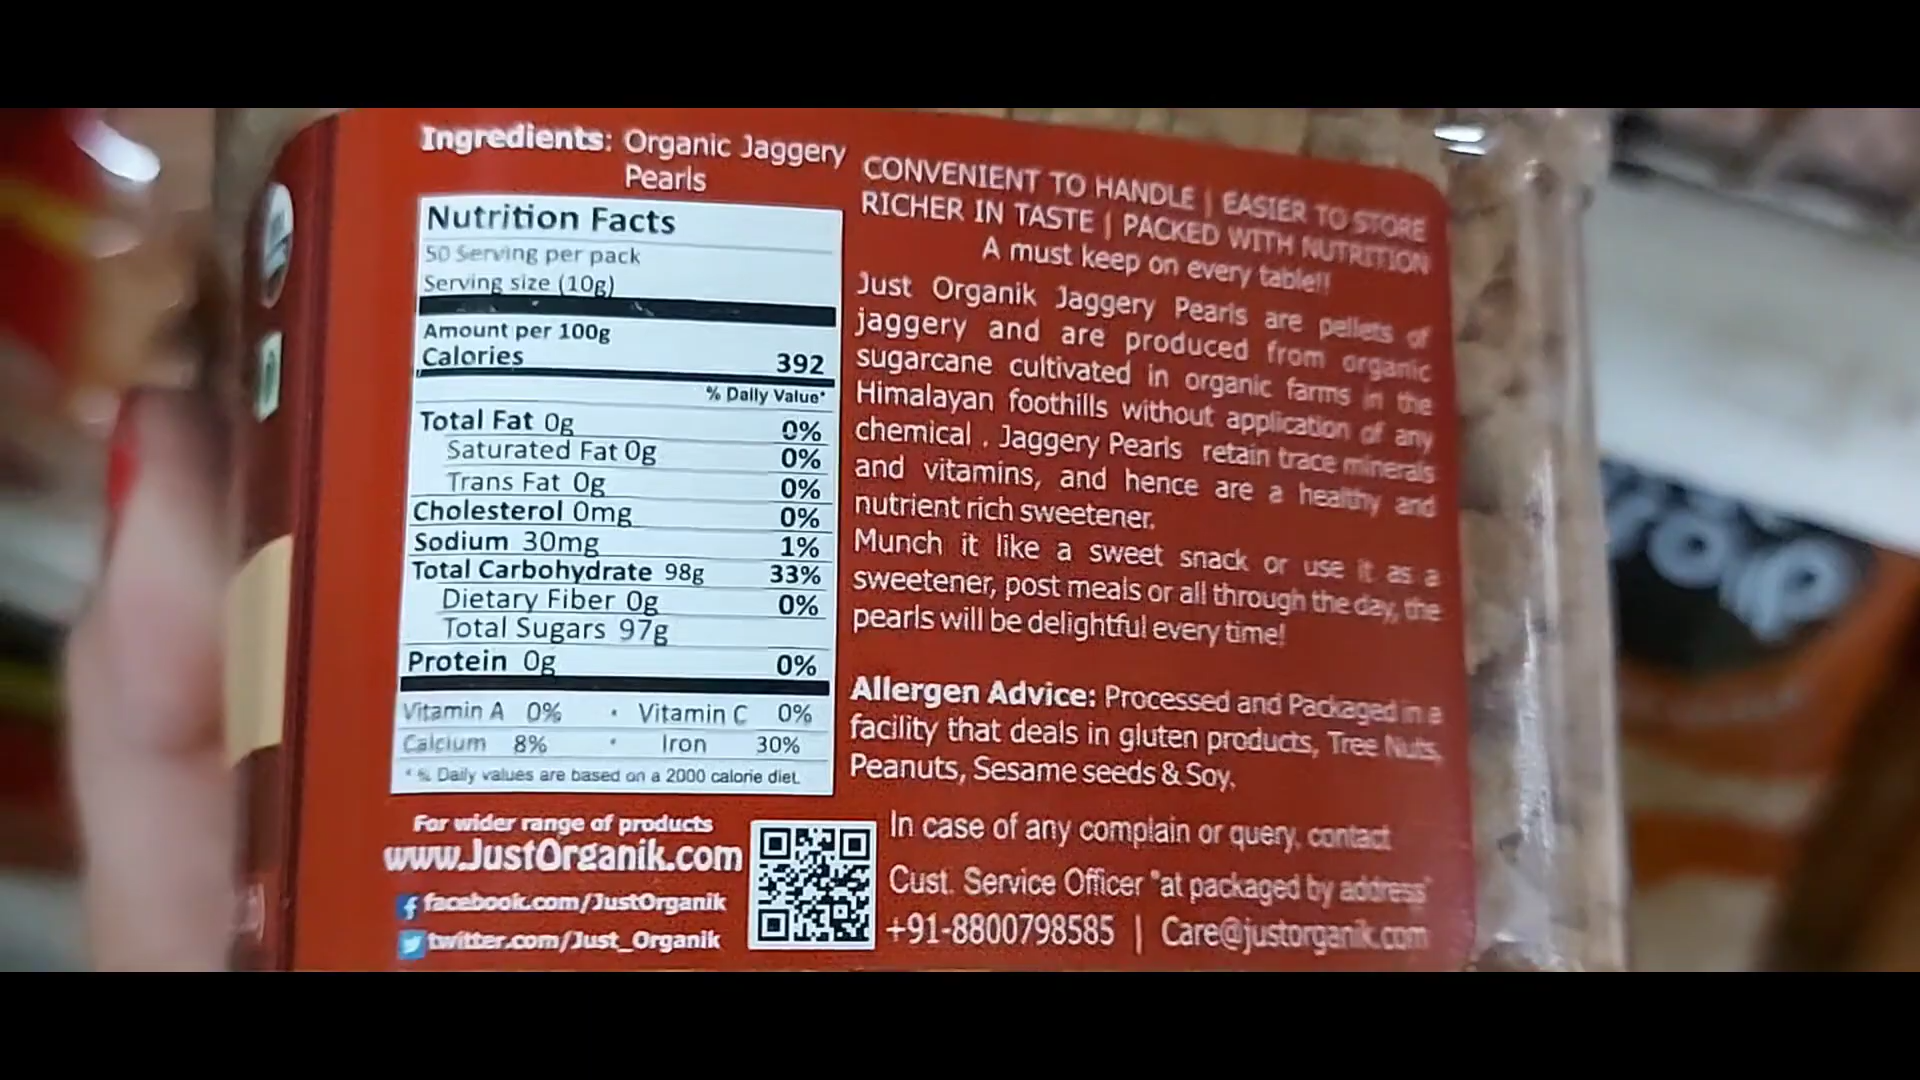 Ingredients: Organic Jaggery
Pearls
Nutrition Facts
50 Serving per pack
Serving size (10g)
Amount per 100g
Calories 392
% Daily Value*
Total Fat 0g 0%
Saturated Fat 0g 0%
Trans Fat 0g 0%
Cholesterol 0mg 0%
Sodium 30mg 1%
Total Carbohydrate 98g 33%
Dietary Fiber 0g 0%
Total Sugars 97g
Protein 0g 0%
Vitamin A 0% • Vitamin C 0%
Calcium 8% • Iron 30%
* % Daily values are based on a 2000 calorie diet.
For wider range of products
www.JustOrganik.com
facebook.com/JustOrganik
twitter.com/Just_Organik
CONVENIENT TO HANDLE | EASIER TO STORE
RICHER IN TASTE | PACKED WITH NUTRITION
A must keep on every table!!
Just Organik Jaggery Pearls are pellets of
jaggery and are produced from organic
sugarcane cultivated in organic farms in the
Himalayan foothills without application of any
chemical . Jaggery Pearls retain trace minerals
and vitamins, and hence are a healthy and
nutrient rich sweetener.
Munch it like a sweet snack or use it as a
sweetener, post meals or all through the day, the
pearls will be delightful every time!
Allergen Advice: Processed and Packaged in a
facility that deals in gluten products, Tree Nuts,
Peanuts, Sesame seeds & Soy.
In case of any complain or query, contact
Cust. Service Officer "at packaged by address"
+91-8800798585 | Care@justorganik.com